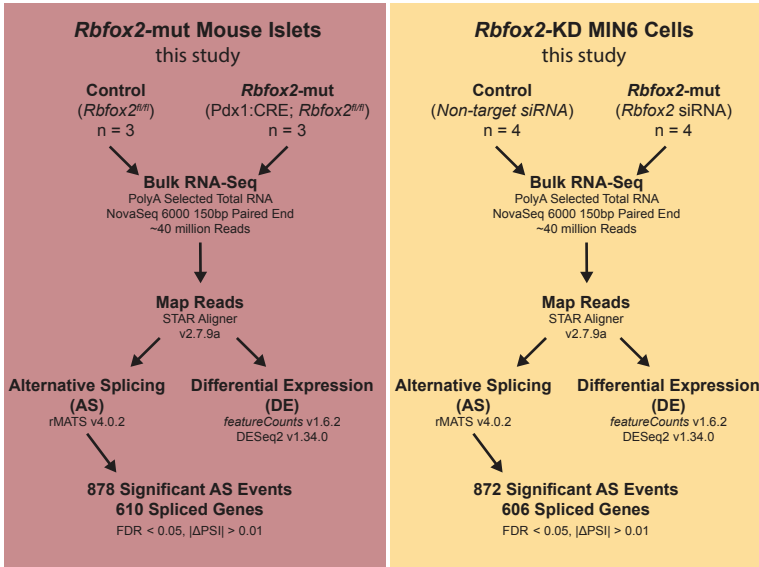 Rbfox2-mut Mouse Islets
this study
Control
(Rbfox2fl/fl)
n = 3
Rbfox2-mut
(Pdx1:CRE; Rbfox2fl/fl)
n = 3
Bulk RNA-Seq
PolyA Selected Total RNA
NovaSeq 6000 150bp Paired End
~40 million Reads
Map Reads
STAR Aligner
v2.7.9a
Alternative Splicing
(AS)
rMATS v4.0.2
Differential Expression
(DE)
featureCounts v1.6.2
DESeq2 v1.34.0
878 Significant AS Events
610 Spliced Genes
FDR < 0.05, |ΔPSI| > 0.01
Rbfox2-KD MIN6 Cells
this study
Control
(Non-target siRNA)
n = 4
Rbfox2-mut
(Rbfox2 siRNA)
n = 4
Bulk RNA-Seq
PolyA Selected Total RNA
NovaSeq 6000 150bp Paired End
~40 million Reads
Map Reads
STAR Aligner
v2.7.9a
Alternative Splicing
(AS)
rMATS v4.0.2
Differential Expression
(DE)
featureCounts v1.6.2
DESeq2 v1.34.0
872 Significant AS Events
606 Spliced Genes
FDR < 0.05, |ΔPSI| > 0.01